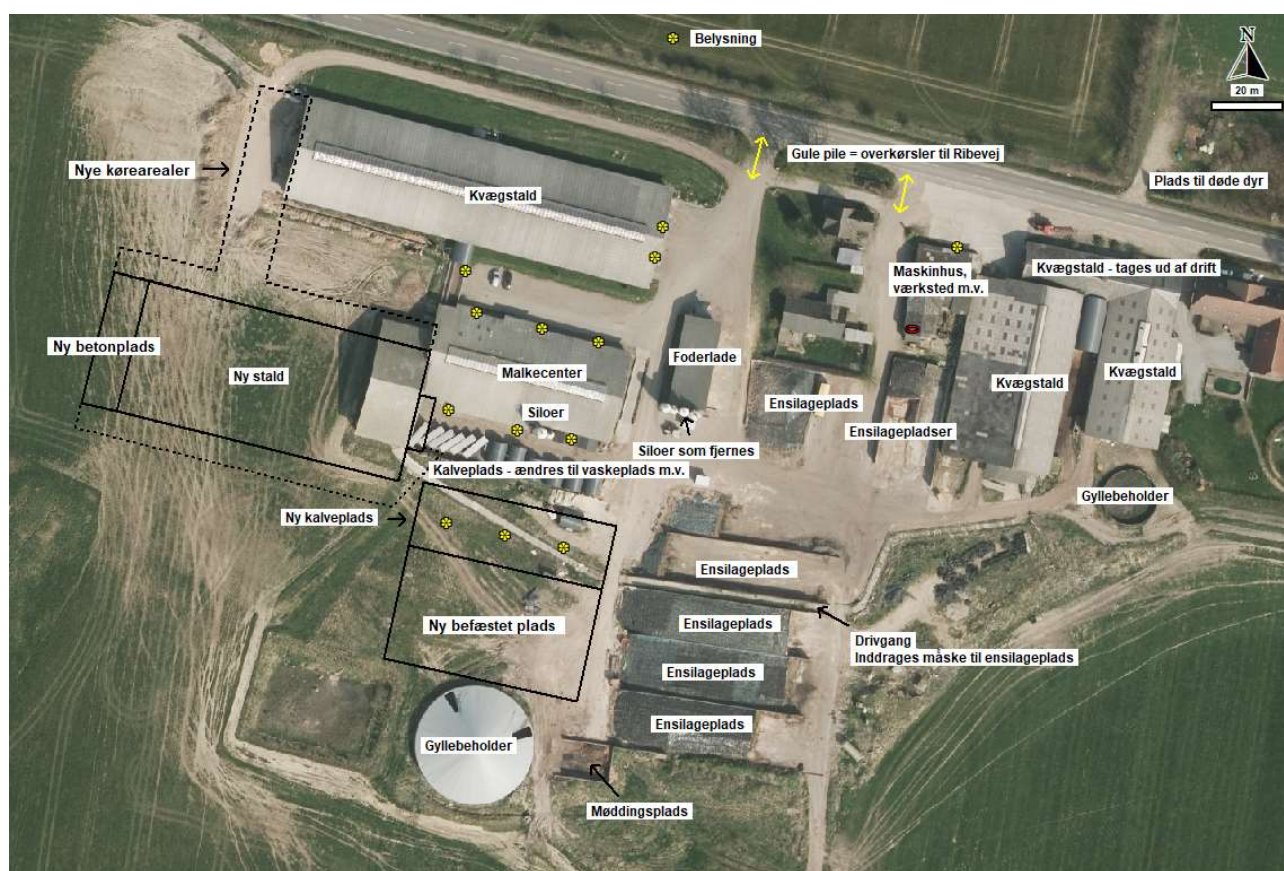 Belysning
N
20 m
Gule pile = overkørsler til Ribevej
Nye kørearealer
Plads til døde dyr
Kvægstald
Maskinhus,
værksted m.v.
Kvægstald - tages ud af drift
Ny betonplads
Ny stald
Foderlade
Malkecenter
Kvægstald
Kvægstald
Ensilageplads
Siloer
Ensilagepladser
Siloer som fjernes
Kalveplads - ændres til vaskeplads m.v.
Gyllebeholder
Ny kalveplads
Ensilageplads
Ny befæstet plads
Ensilageplads
Drivgang
Inddrages måske til ensilageplads
Ensilageplads
Ensilageplads
Gyllebeholder
Møddingsplads